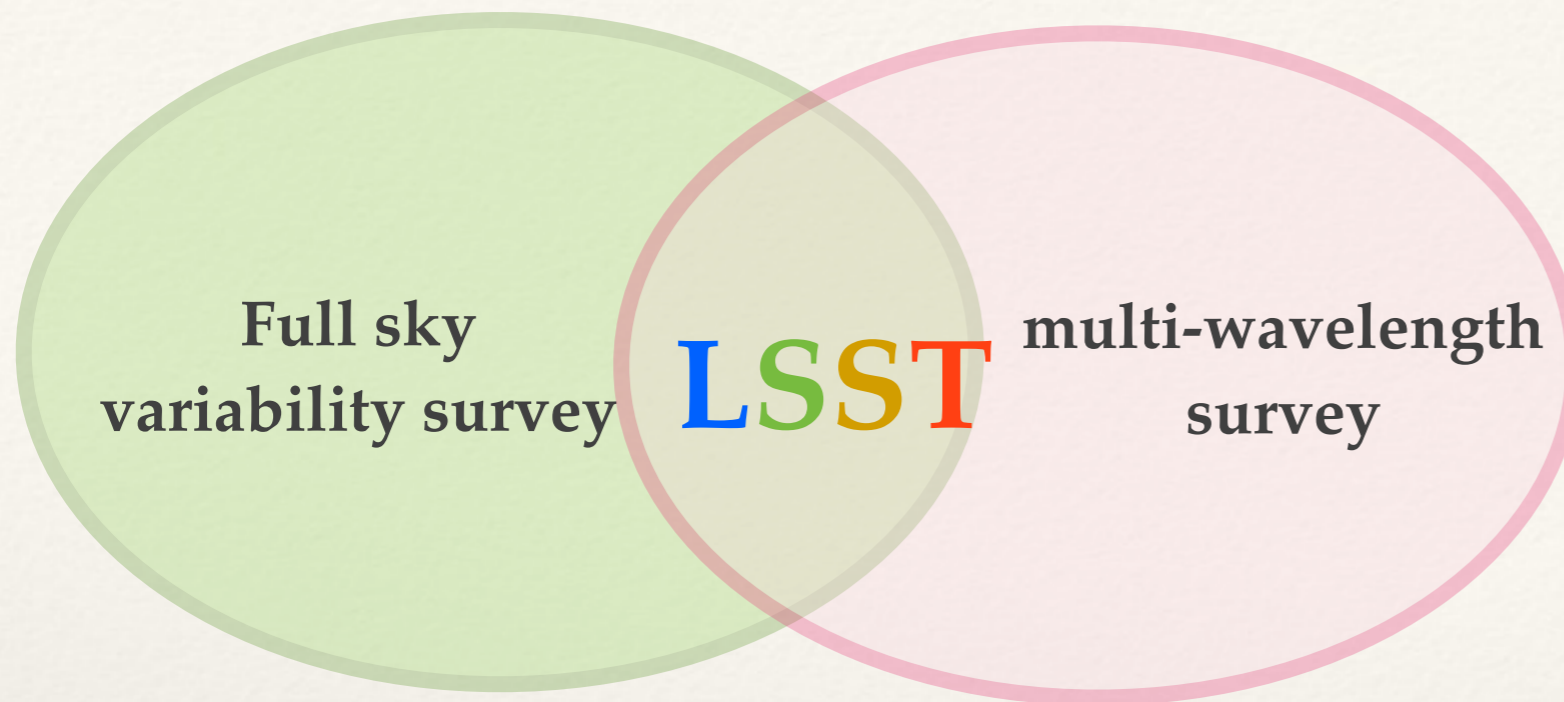 Full sky
variability survey
LSST
multi-wavelength
survey